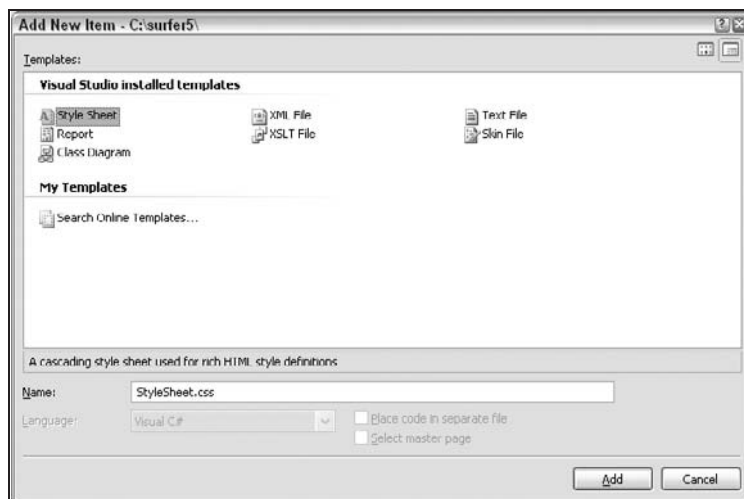 Add New Item - C:\surfer5\
Templates:
Visual Studio installed templates
Style Sheet
XML File
Text File
Report
XSLT File
Skin File
Class Diagram
My Templates
Search Online Templates...
A cascading style sheet used for rich HTML style definitions
Name:
StyleSheet.css
Language:
Visual C#
Place code in separate file
Select master page
Add
Cancel